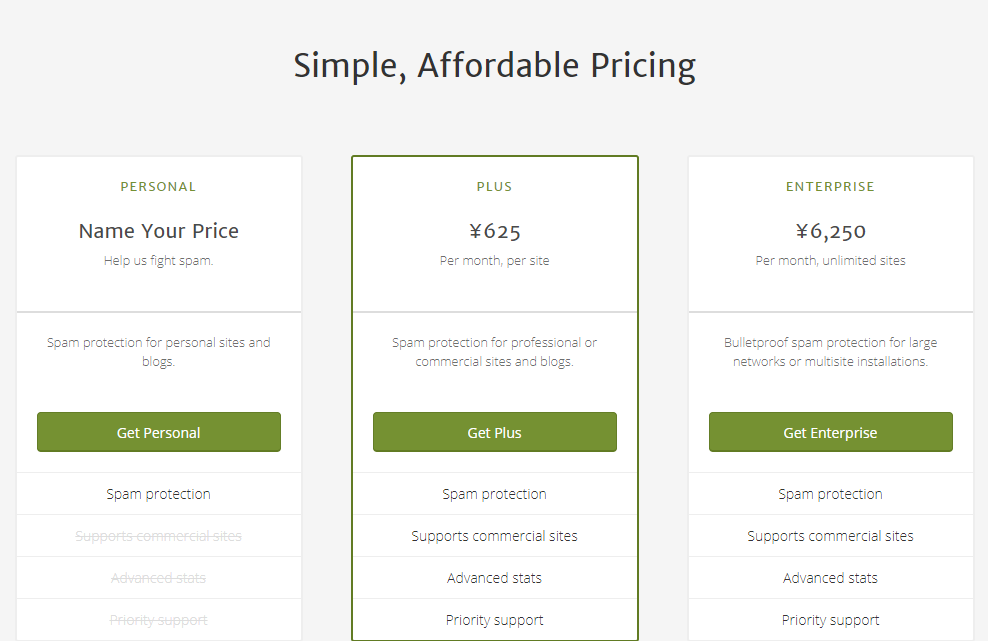 Simple, Affordable Pricing
PERSONAL
Name Your Price
Help us fight spam.
Spam protection for personal sites and
blogs.
Get Personal
Spam protection
Supports commercial sites
Advanced stats
Priority support
PLUS
¥625
Per month, per site
Spam protection for professional or
commercial sites and blogs.
Get Plus
Spam protection
Supports commercial sites
Advanced stats
Priority support
ENTERPRISE
¥6,250
Per month, unlimited sites
Bulletproof spam protection for large
networks or multisite installations.
Get Enterprise
Spam protection
Supports commercial sites
Advanced stats
Priority support